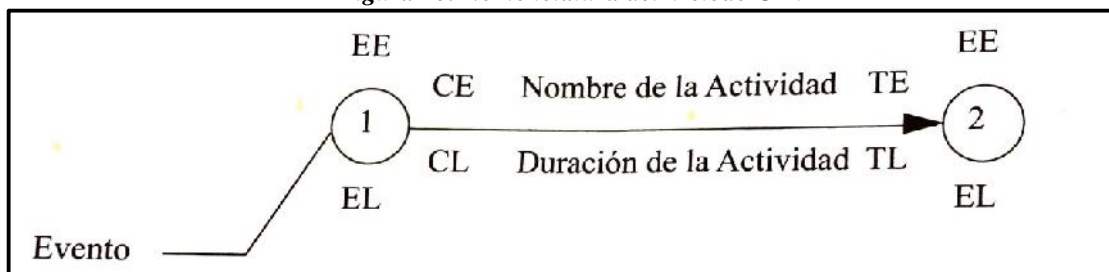 EE EE
CE Nombre de la Actividad TE
1 2
CL Duración de la Actividad TL
EL EL
Evento